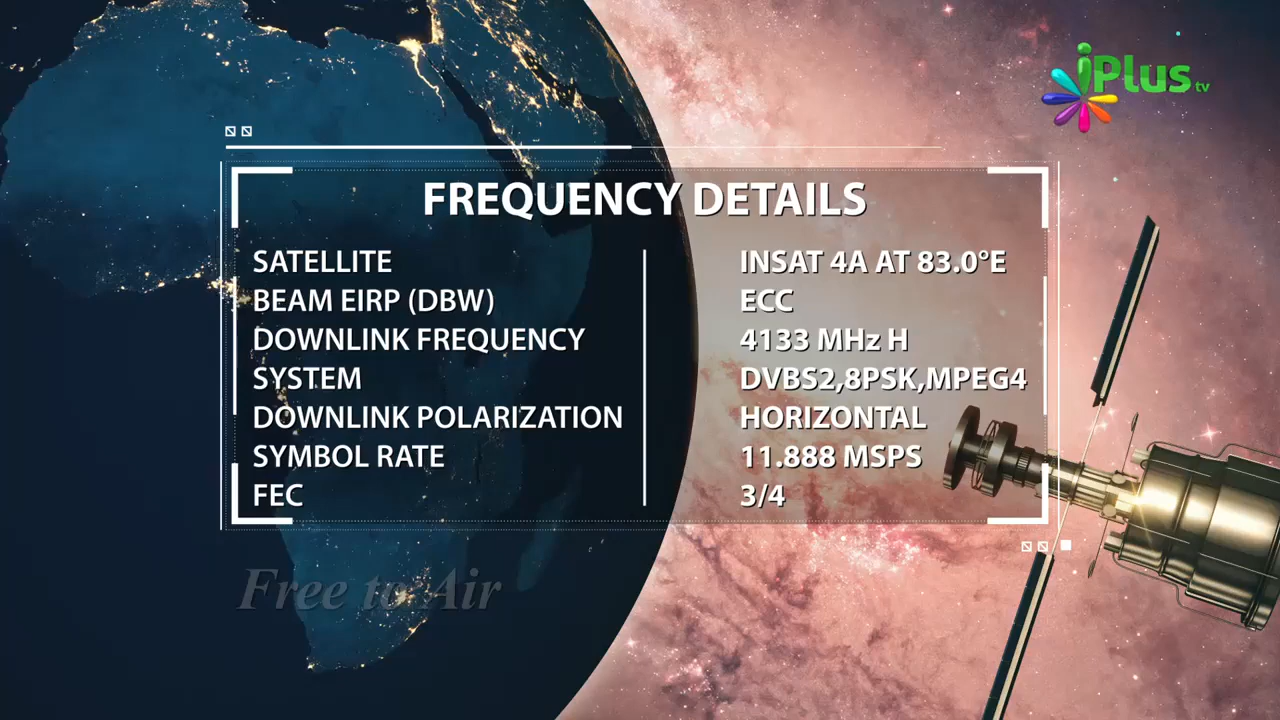 iPlus tv
FREQUENCY DETAILS
SATELLITE INSAT 4A AT 83.0°E
BEAM EIRP (DBW) ECC
DOWNLINK FREQUENCY 4133 MHz H
SYSTEM DVBS2,8PSK,MPEG4
DOWNLINK POLARIZATION HORIZONTAL
SYMBOL RATE 11.888 MSPS
FEC 3/4
Free to Air